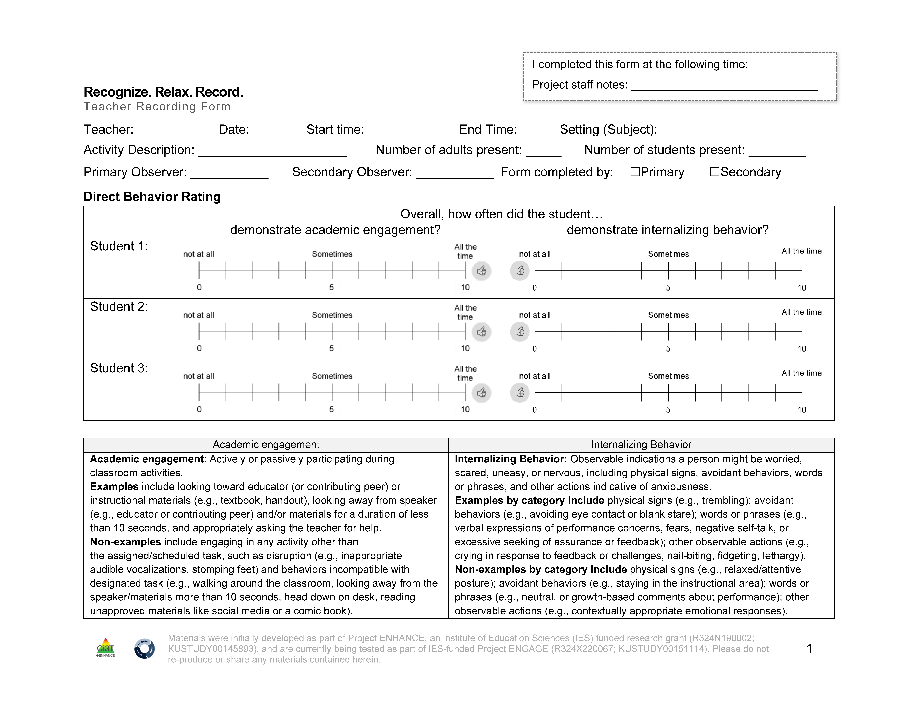 I completed this form at the following time:
Project staff notes: ____________________________
Recognize. Relax. Record.
Teacher Recording Form
Teacher: Date: Start time: End Time: Setting (Subject):
Activity Description: ______________________ Number of adults present: _____ Number of students present: ________
Primary Observer: ___________ Secondary Observer: ___________ Form completed by: ☐Primary ☐Secondary
Direct Behavior Rating
Overall, how often did the student…
demonstrate academic engagement? demonstrate internalizing behavior?
Student 1:
not at all Sometimes All the time not at all Sometimes All the time
0 5 10 0 5 10
Student 2:
not at all Sometimes All the time not at all Sometimes All the time
0 5 10 0 5 10
Student 3:
not at all Sometimes All the time not at all Sometimes All the time
0 5 10 0 5 10
Academic engagement
Academic engagement: Actively or passively participating during
classroom activities.
Examples include looking toward educator (or contributing peer) or
instructional materials (e.g., textbook, handout), looking away from speaker
(e.g., educator or contributing peer) and/or materials for a duration of less
than 10 seconds, and appropriately asking the teacher for help.
Non-examples include engaging in any activity other than
the assigned/scheduled task, such as disruption (e.g., inappropriate
audible vocalizations, stomping feet) and behaviors incompatible with
designated task (e.g., walking around the classroom, looking away from the
speaker/materials more than 10 seconds, head down on desk, reading
unapproved materials like social media or a comic book).
Internalizing Behavior
Internalizing Behavior: Observable indications a person might be worried,
scared, uneasy, or nervous, including physical signs, avoidant behaviors, words
or phrases, and other actions indicative of anxiousness.
Examples by category include physical signs (e.g., trembling); avoidant
behaviors (e.g., avoiding eye contact or blank stare); words or phrases (e.g.,
verbal expressions of performance concerns, fears, negative self-talk, or
excessive seeking of assurance or feedback); other observable actions (e.g.,
crying in response to feedback or challenges, nail-biting, fidgeting, lethargy).
Non-examples by category include physical signs (e.g., relaxed/attentive
posture); avoidant behaviors (e.g., staying in the instructional area); words or
phrases (e.g., neutral, or growth-based comments about performance); other
observable actions (e.g., contextually appropriate emotional responses).
Materials were initially developed as part of Project ENHANCE, an Institute of Education Sciences (IES) funded research grant (R324N190002;
KUSTUDY00145893), and are currently being tested as part of IES-funded Project ENGAGE (R324X220067; KUSTUDY00151114). Please do not
re-produce or share any materials contained herein.
1